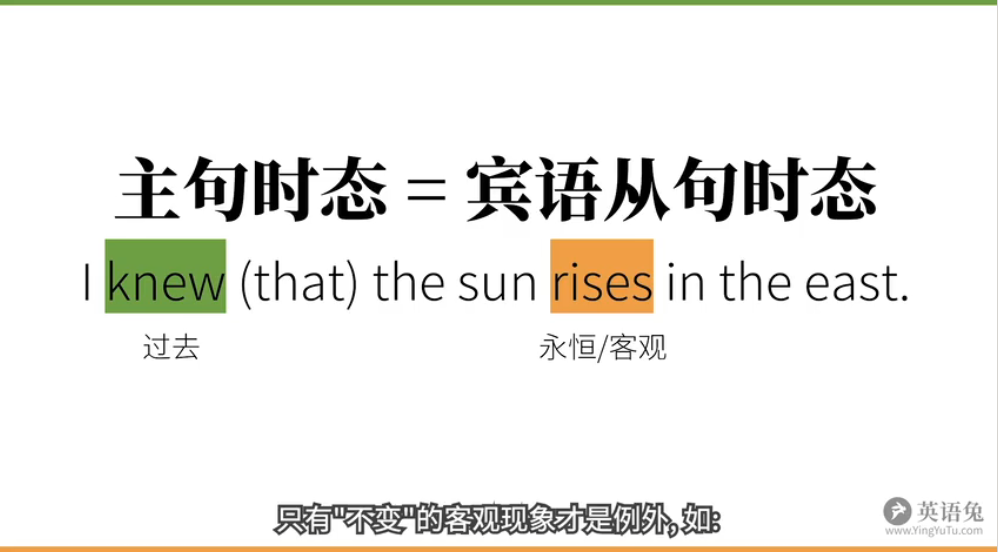 主句时态 = 宾语从句时态
I knew (that) the sun rises in the east.
过去 永恒/客观
只有"不变"的客观现象才是例外, 如:
英语兔
www.YingYuTu.com